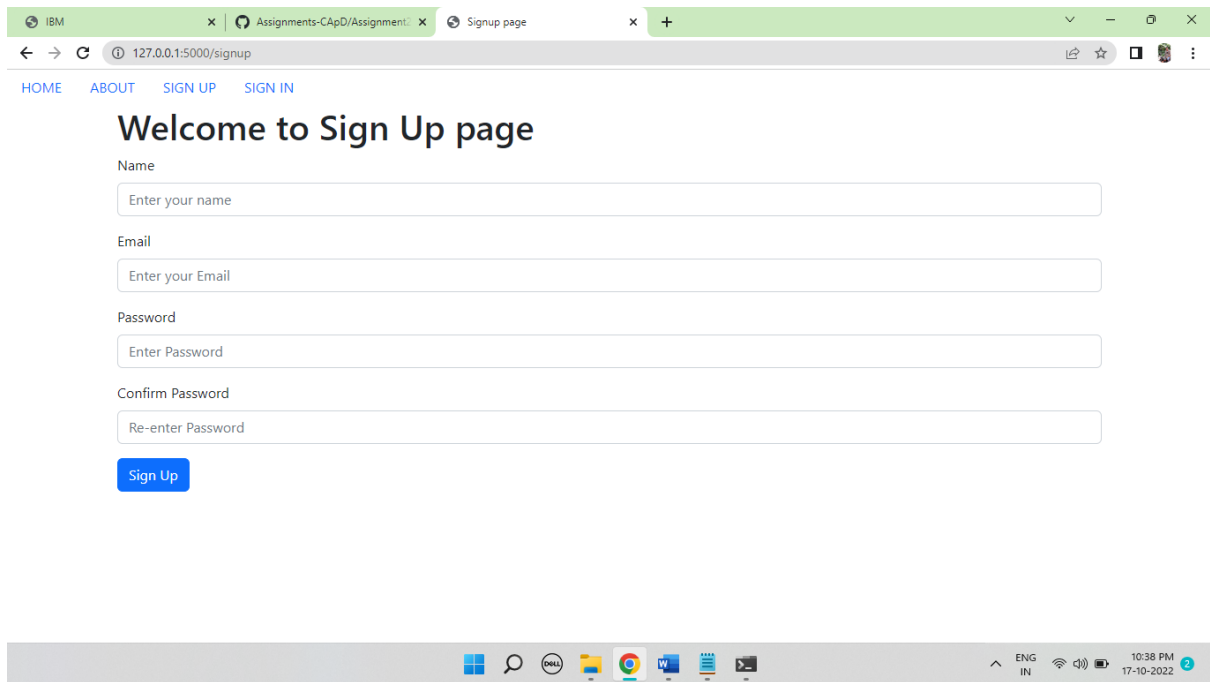 IBM
Assignments-CApD/Assignment2
Signup page
127.0.0.1:5000/signup
HOME ABOUT SIGN UP SIGN IN
Welcome to Sign Up page
Name
Enter your name
Email
Enter your Email
Password
Enter Password
Confirm Password
Re-enter Password
Sign Up
DELL
W
ENG
IN
10:38 PM
17-10-2022
2